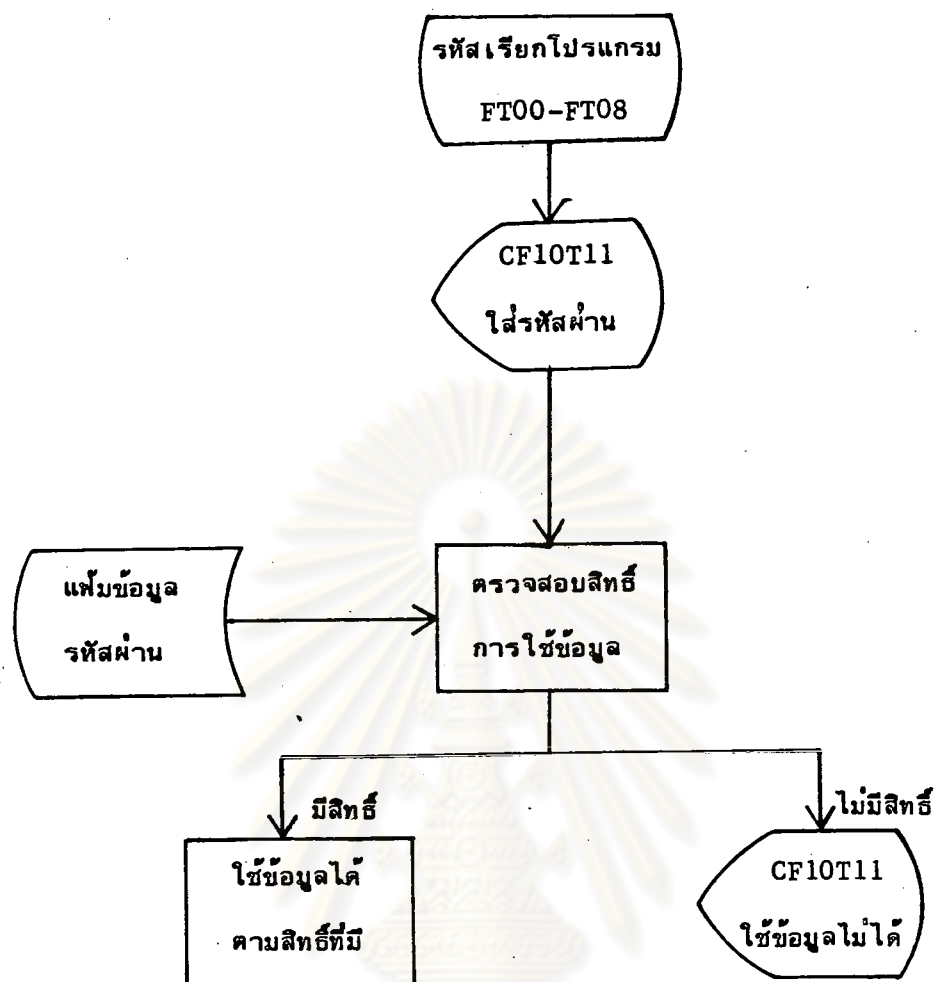 รหัสเรียกโปรแกรม
FT00-FT08
CF10T11
ใส่รหัสผ่าน
แฟ้มข้อมูล
รหัสผ่าน
ตรวจสอบสิทธิ์
การใช้ข้อมูล
มีสิทธิ์
ไม่มีสิทธิ์
ใช้ข้อมูลได้
ตามสิทธิ์ที่มี
CF10T11
ใช้ข้อมูลไม่ได้